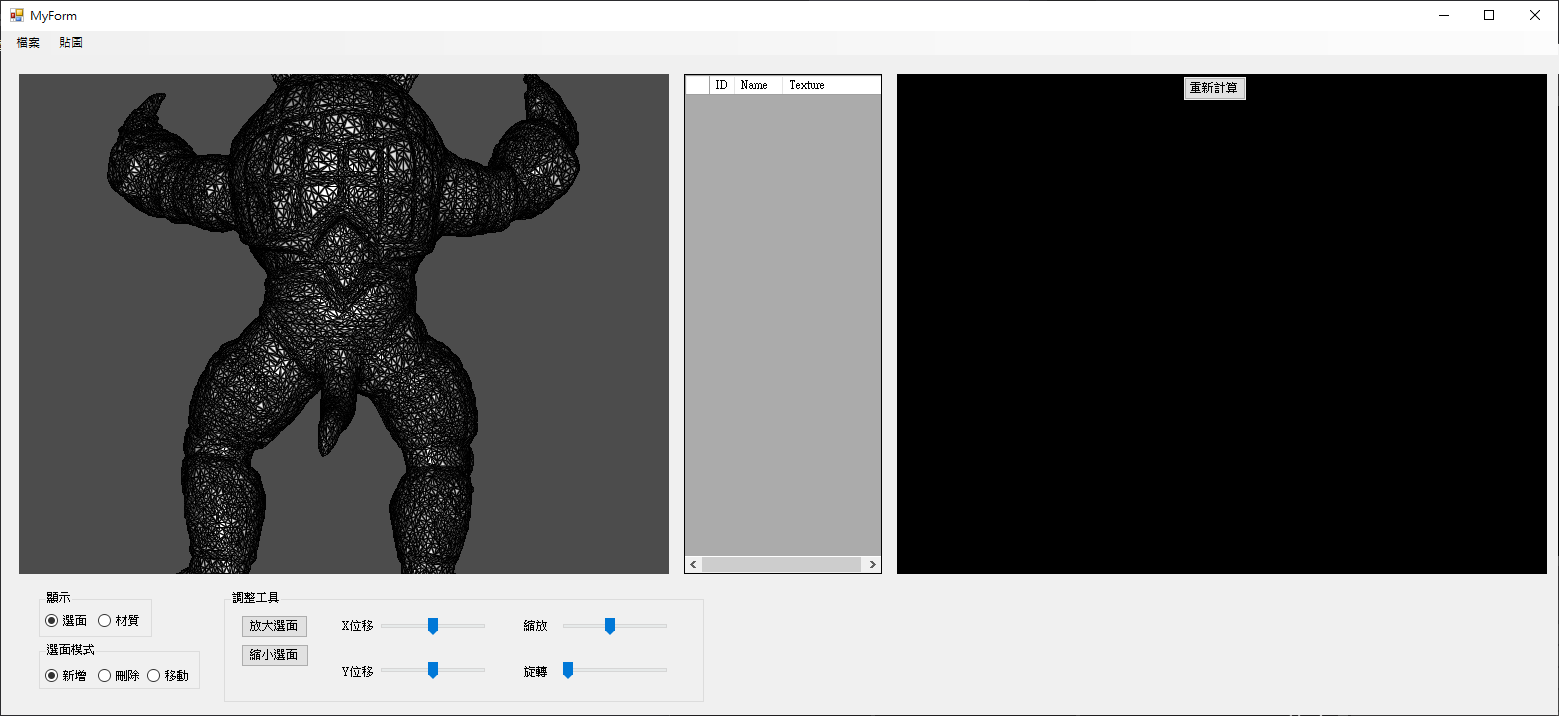 MyForm
檔案 貼圖
ID Name Texture
重新計算
顯示
選面 材質
選面模式
新增 刪除 移動
調整工具
放大選面
縮小選面
X位移
Y位移
縮放
旋轉